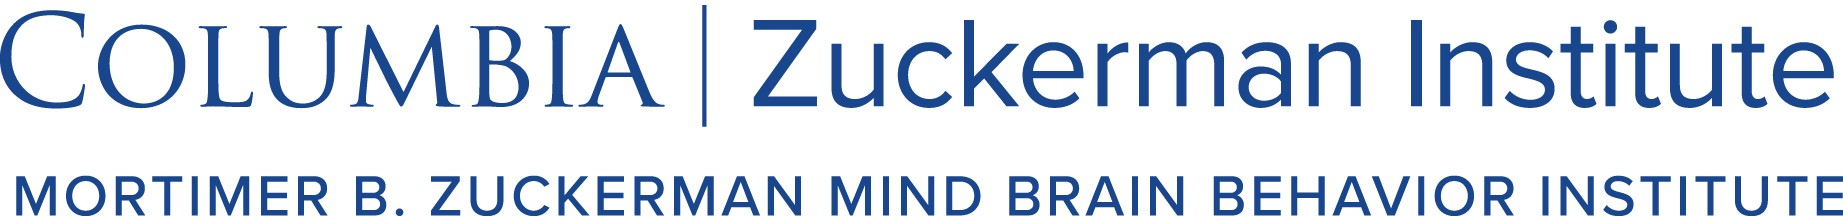 COLUMBIA | Zuckerman Institute
MORTIMER B. ZUCKERMAN MIND BRAIN BEHAVIOR INSTITUTE